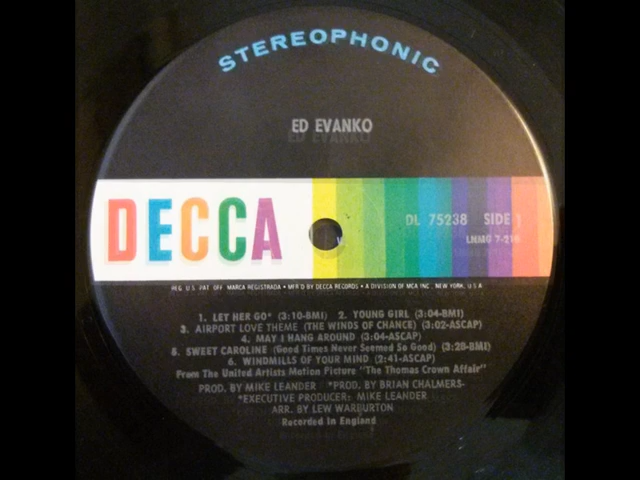 STEREOPHONIC
ED EVANKO
DECCA
DL 75238 SIDE 1
REG. U.S. PAT. OFF. MARCA REGISTRADA • MFR'D BY DECCA RECORDS • A DIVISION OF MCA INC., NEW YORK, U.S.A
1. LET HER GO* (3:10-BMI) 2. YOUNG GIRL (3:04-BMI)
3. AIRPORT LOVE THEME (THE WINDS OF CHANCE) (3:02-ASCAP)
4. MAY I HANG AROUND (3:04-ASCAP)
5. SWEET CAROLINE (Good Times Never Seemed So Good) (3:28-BMI)
6. WINDMILLS OF YOUR MIND (2:41-ASCAP)
From The United Artists Motion Picture "The Thomas Crown Affair"
PROD. BY MIKE LEANDER *PROD. BY BRIAN CHALMERS-
*EXECUTIVE PRODUCER: MIKE LEANDER
ARR. BY LEW WARBURTON
Recorded In England